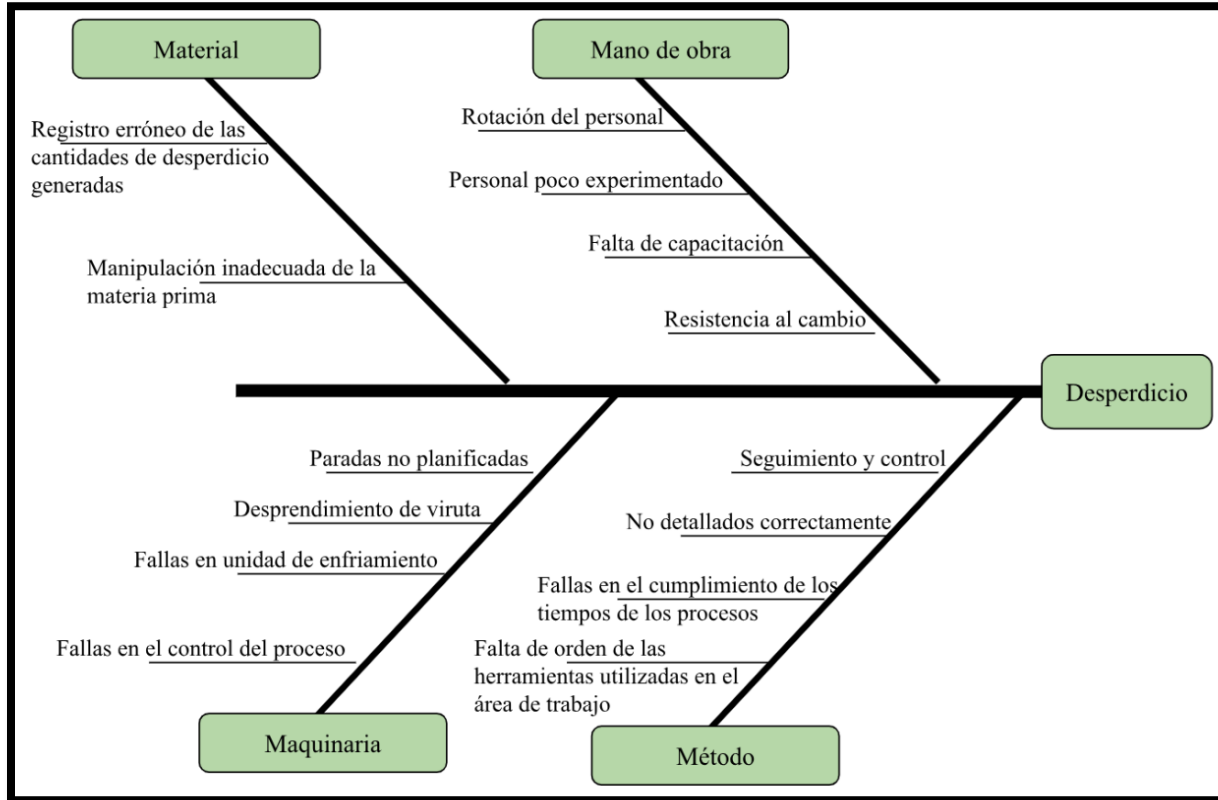 Material
Mano de obra
Registro erróneo de las
cantidades de desperdicio
generadas
Manipulación inadecuada de la
materia prima
Rotación del personal
Personal poco experimentado
Falta de capacitación
Resistencia al cambio
Desperdicio
Paradas no planificadas
Desprendimiento de viruta
Fallas en unidad de enfriamiento
Fallas en el control del proceso
Seguimiento y control
No detallados correctamente
Fallas en el cumplimiento de los
tiempos de los procesos
Falta de orden de las
herramientas utilizadas en el
área de trabajo
Maquinaria
Método